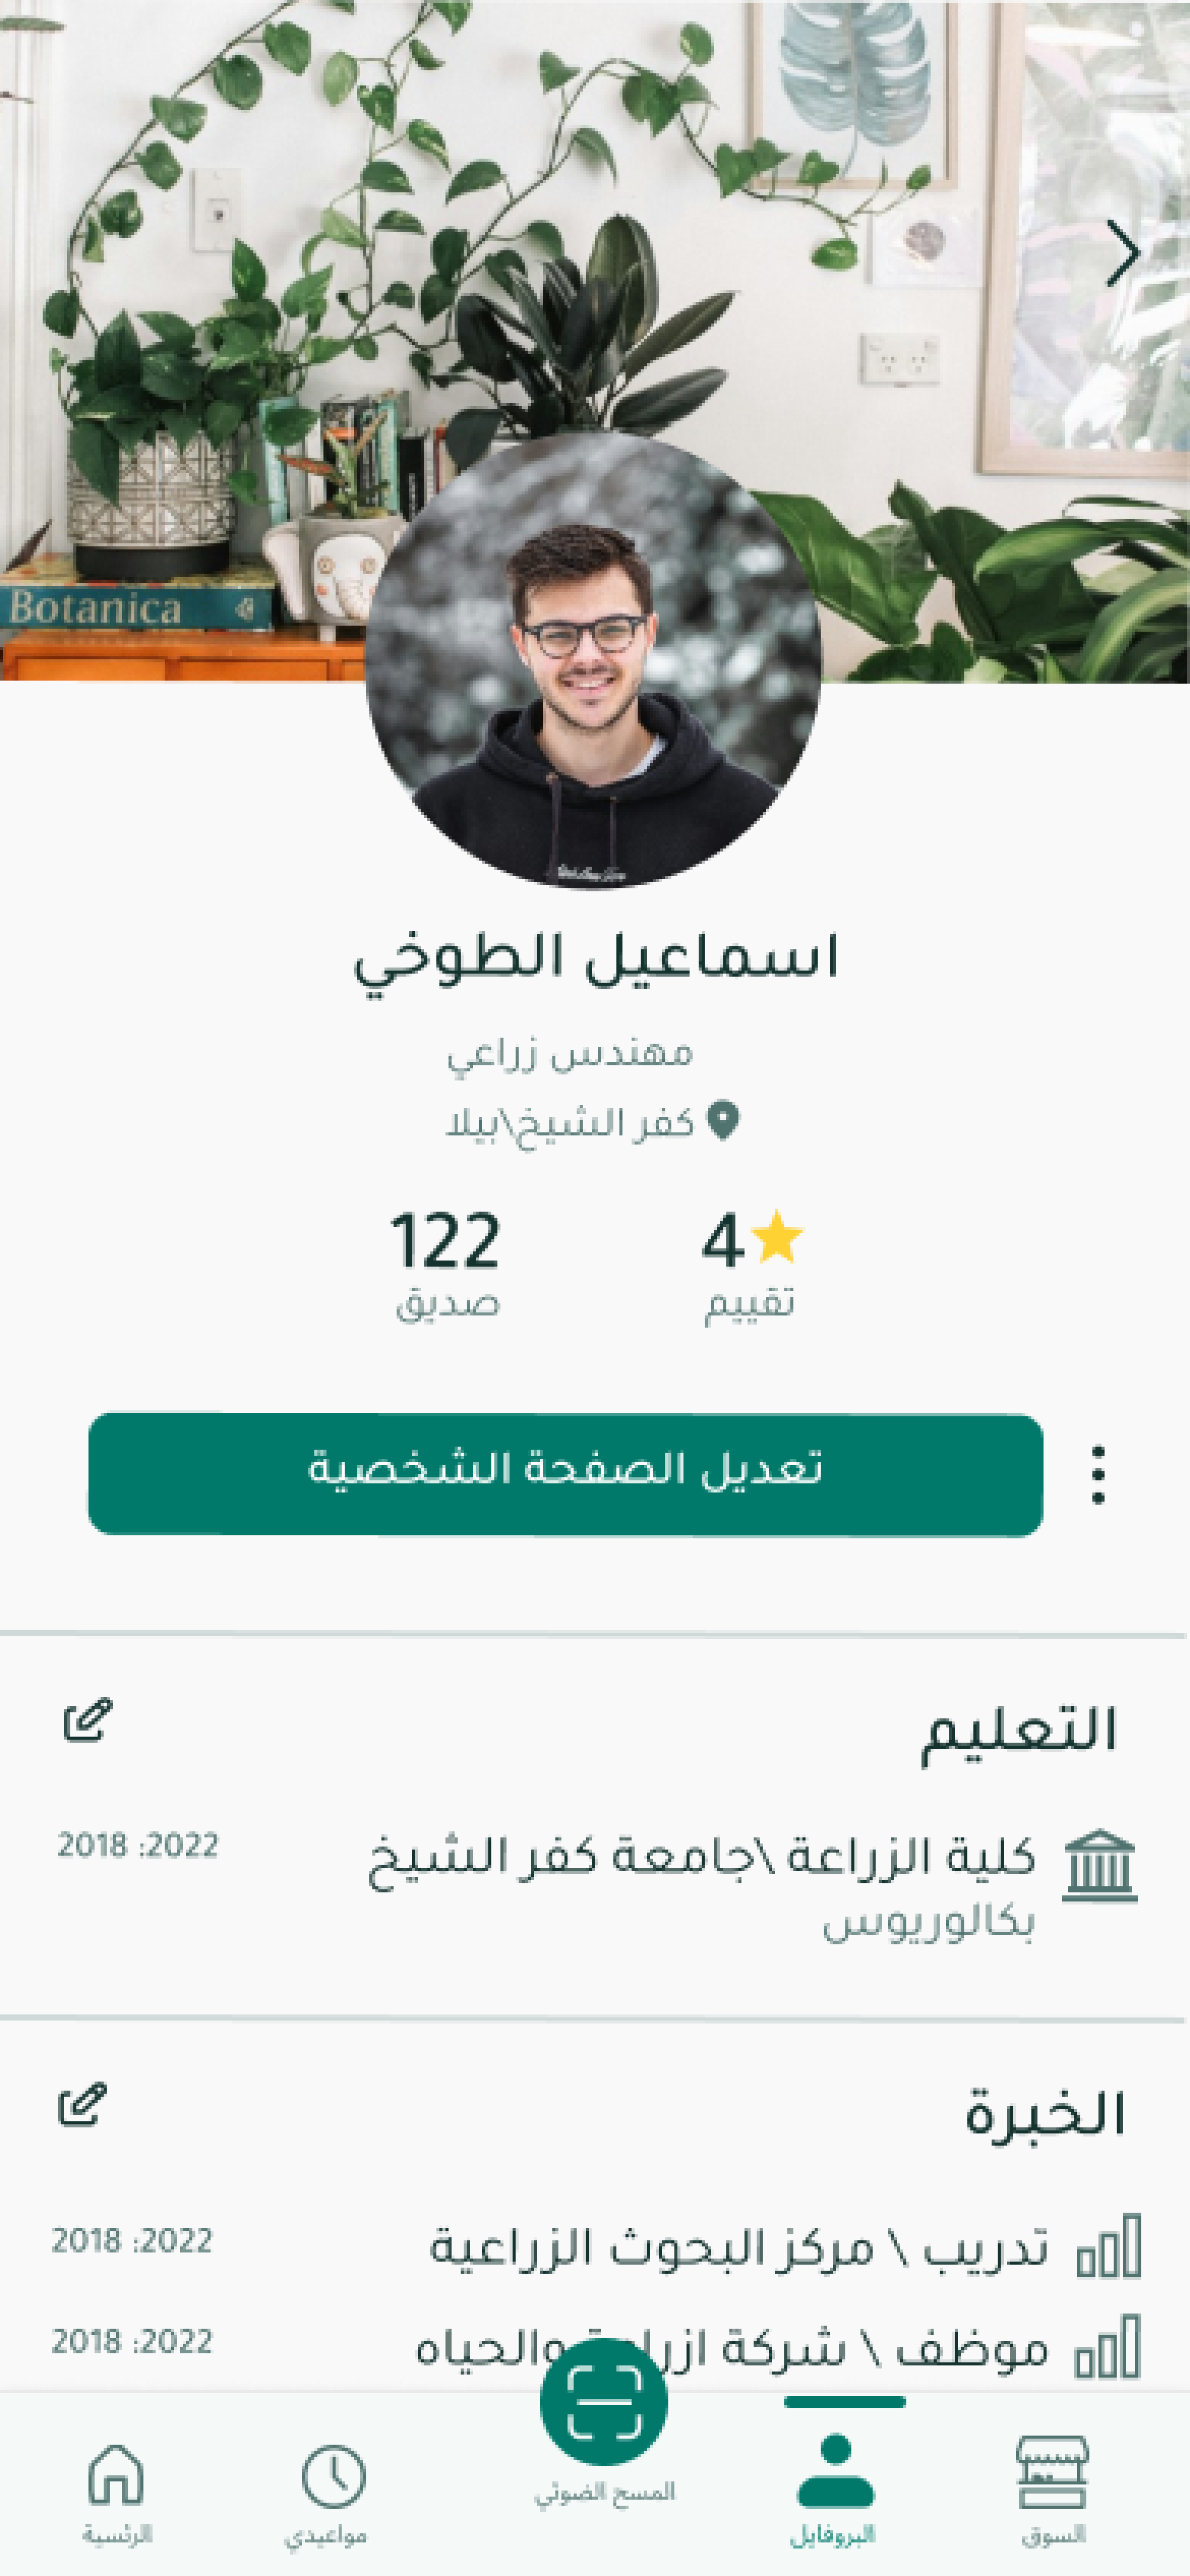 Botanica
اسماعيل الطوخي
مهندس زراعي
كفر الشيخ\بيلا
4 122
تقييم صديق
تعديل الصفحة الشخصية
التعليم
كلية الزراعة \جامعة كفر الشيخ 2018 :2022
بكالوريوس
الخبرة
تدريب \ مركز البحوث الزراعية 2018 :2022
موظف \ شركة والحياه 2018 :2022
المسح الضوئي
السوق البروفايل مواعيدي الرئسية